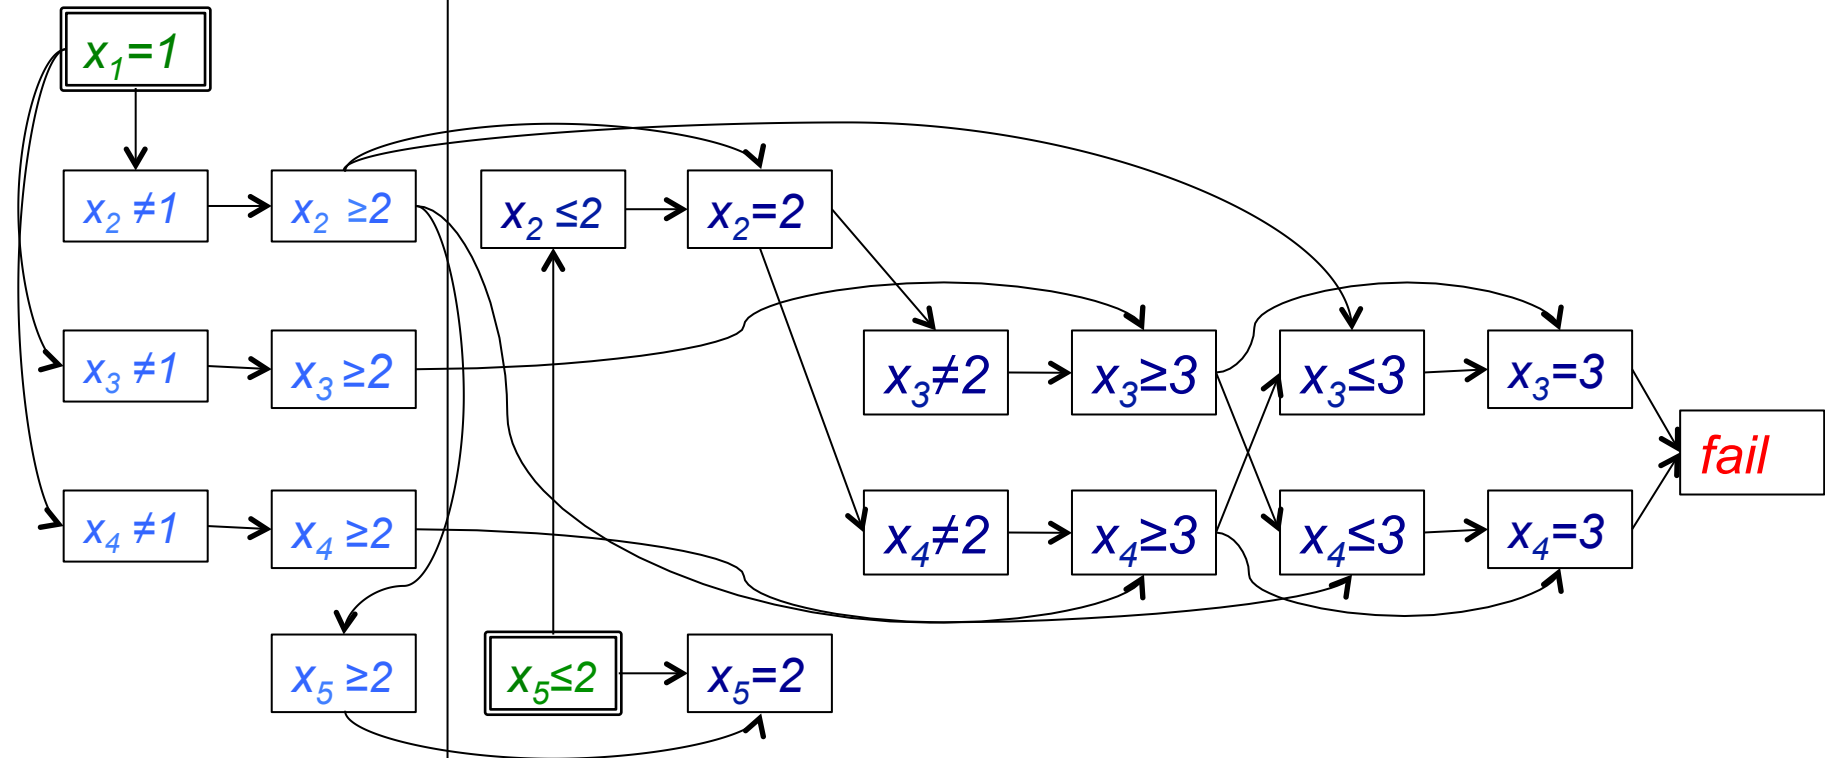 x₁=1
x₂ ≠1 x₂ ≥2 x₂ ≤2 x₂=2
x₃ ≠1 x₃ ≥2 x₃≠2 x₃≥3 x₃≤3 x₃=3
fail
x₄ ≠1 x₄ ≥2 x₄≠2 x₄≥3 x₄≤3 x₄=3
x₅ ≥2 x₅≤2 x₅=2